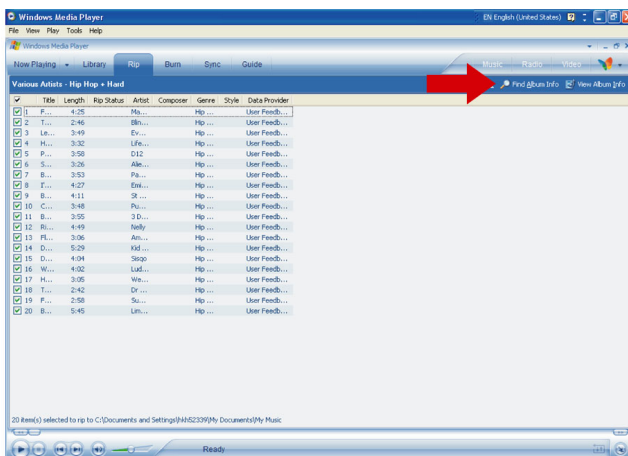 Windows Media Player
EN English (United States)
File View Play Tools Help
Windows Media Player
Now Playing Library Rip Burn Sync Guide Music Radio Video
Various Artists - Hip Hop + Hard Find Album Info View Album Info
Title Length Rip Status Artist Composer Genre Style Data Provider
1 F... 4:25 Ma... Hip ... User Feedb...
2 T... 2:46 Blin... Hip ... User Feedb...
3 Le... 3:49 Ev... Hip ... User Feedb...
4 H... 3:32 Life... Hip ... User Feedb...
5 P... 3:58 D12 Hip ... User Feedb...
6 S... 3:26 Alie... Hip ... User Feedb...
7 B... 3:53 Pa... Hip ... User Feedb...
8 I'... 4:27 Emi... Hip ... User Feedb...
9 B... 4:11 St ... Hip ... User Feedb...
10 C... 3:48 Pu... Hip ... User Feedb...
11 B... 3:55 3 D... Hip ... User Feedb...
12 Ri... 4:49 Nelly Hip ... User Feedb...
13 Fl... 3:06 Am... Hip ... User Feedb...
14 D... 5:29 Kid ... Hip ... User Feedb...
15 D... 4:04 Sisqo Hip ... User Feedb...
16 W... 4:02 Lud... Hip ... User Feedb...
17 H... 3:05 We... Hip ... User Feedb...
18 T... 2:42 Dr ... Hip ... User Feedb...
19 P... 2:58 Su... Hip ... User Feedb...
20 B... 5:45 Lim... Hip ... User Feedb...
20 item(s) selected to rip to C:\Documents and Settings\hkh52339\My Documents\My Music
Ready